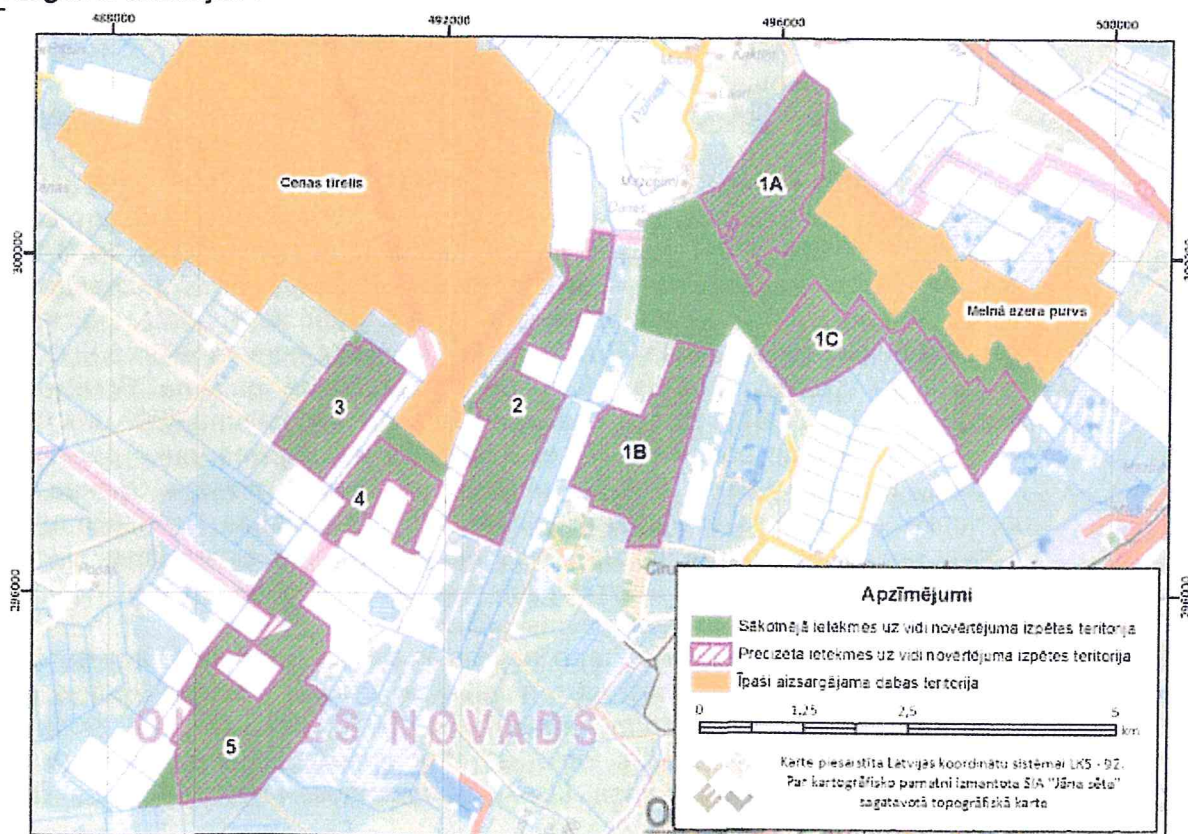 488000 492000 496000 500000
Cenas tīrelis
1A
300000
Melnā ezera purvs
1C
3
2
1B
4
296000 296000
5
NOVADS
Apzīmējumi
Sākotnējā ietekmes uz vidi novērtējuma izpētes teritorija
Precizēta ietekmes uz vidi novērtējuma izpētes teritorija
Īpaši aizsargājama dabas teritorija
0 1,25 2,5 5
km
Karte piesaistīta Latvijas koordinātu sistēmai LKS - 92.
Par kartogrāfisko pamatni izmantota SIA "Jāņa sēta"
sagatavotā topogrāfiskā karte